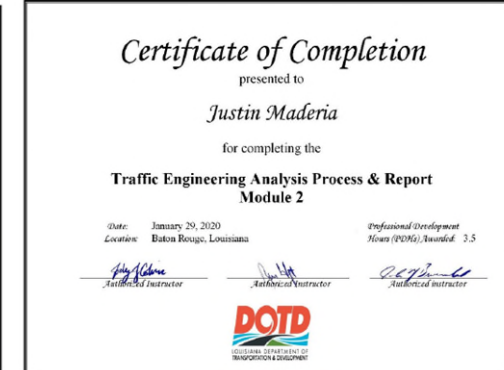 Certificate of Completion
presented to
Justin Maderia
for completing the
Traffic Engineering Analysis Process & Report
Module 2
Date: January 29, 2020
Location: Baton Rouge, Louisiana
Professional Development
Hours (PDHs) Awarded: 3.5
Authorized Instructor
Authorized Instructor
Authorized instructor
DOTD
LOUISIANA DEPARTMENT OF
TRANSPORTATION & DEVELOPMENT